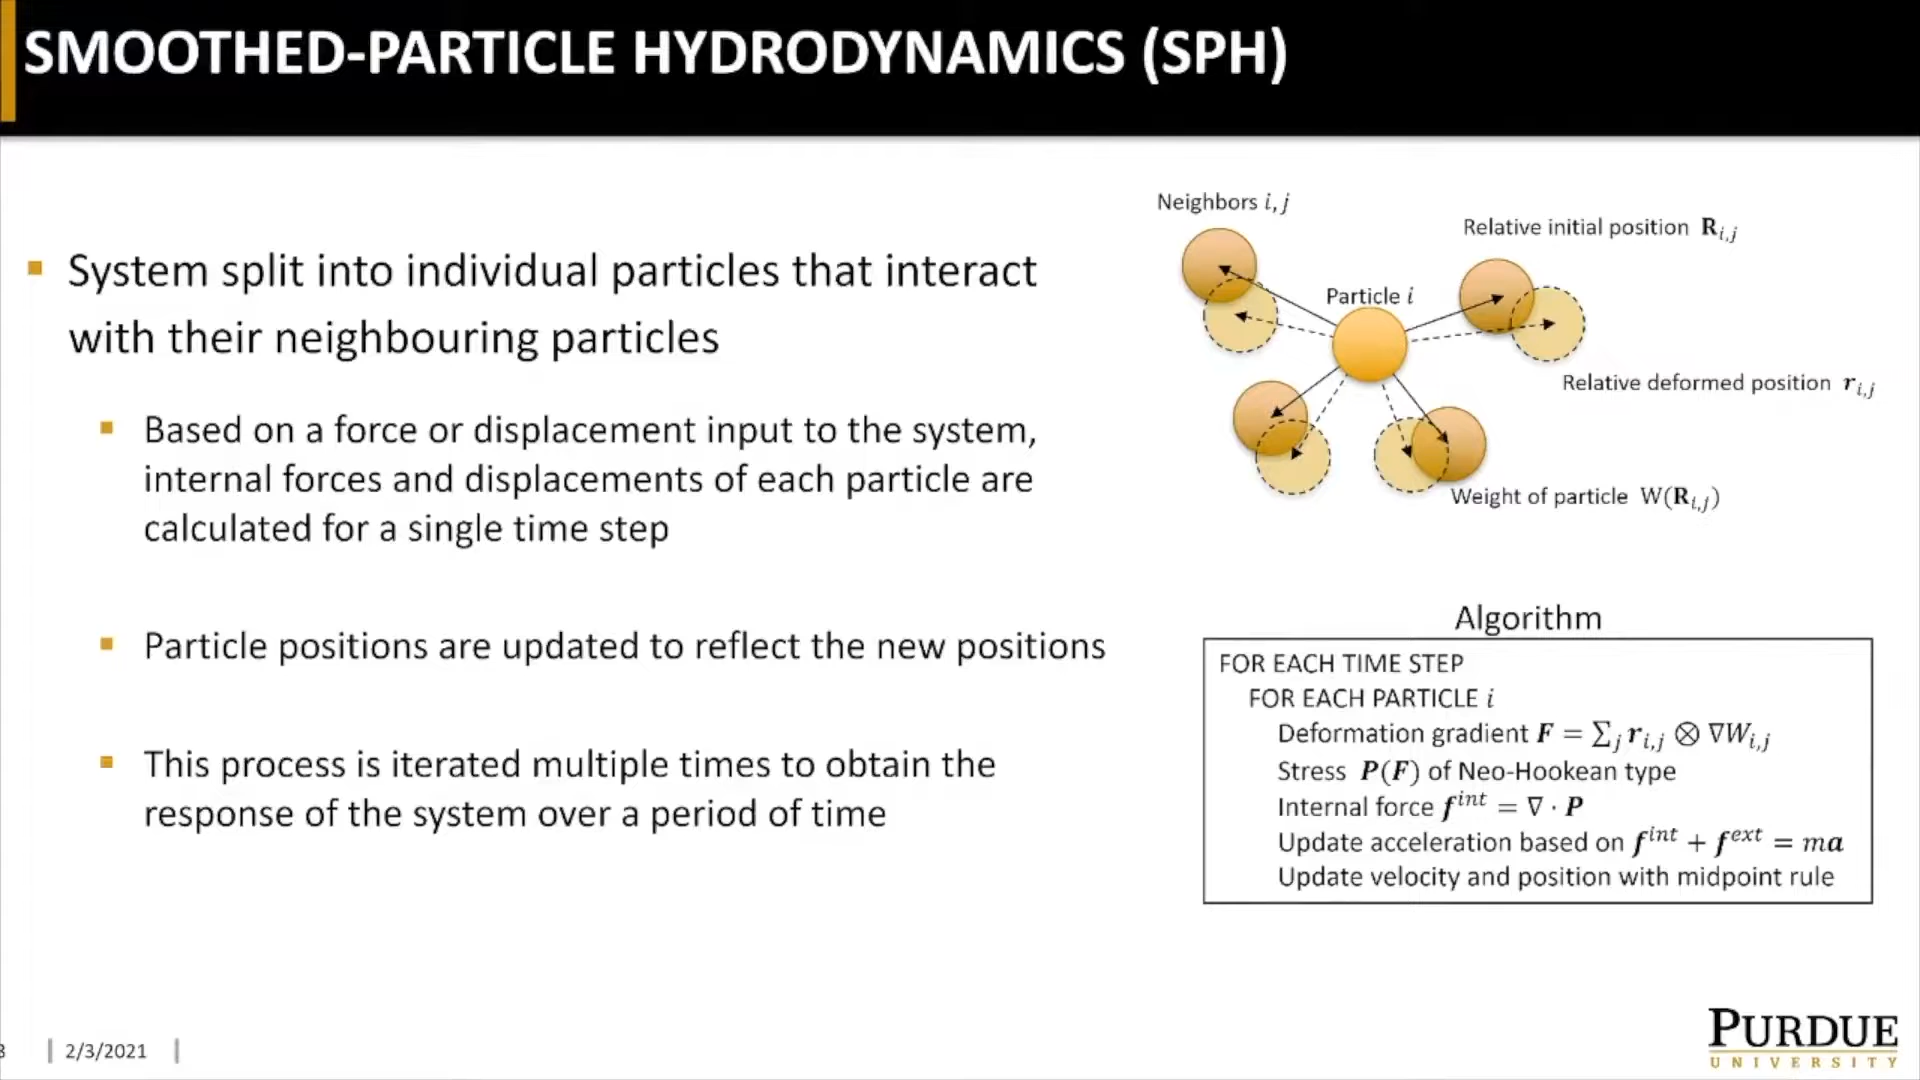 SMOOTHED-PARTICLE HYDRODYNAMICS (SPH)
System split into individual particles that interact
with their neighbouring particles
Based on a force or displacement input to the system,
internal forces and displacements of each particle are
calculated for a single time step
Particle positions are updated to reflect the new positions
This process is iterated multiple times to obtain the
response of the system over a period of time
Neighbors i, j
Relative initial position R_{i,j}
Particle i
Relative deformed position r_{i,j}
Weight of particle W(R_{i,j})
Algorithm
FOR EACH TIME STEP
FOR EACH PARTICLE i
Deformation gradient F = ∑_j r_{i,j} ⊗ ∇W_{i,j}
Stress P(F) of Neo-Hookean type
Internal force f^{int} = ∇ · P
Update acceleration based on f^{int} + f^{ext} = ma
Update velocity and position with midpoint rule
2/3/2021
PURDUE
UNIVERSITY